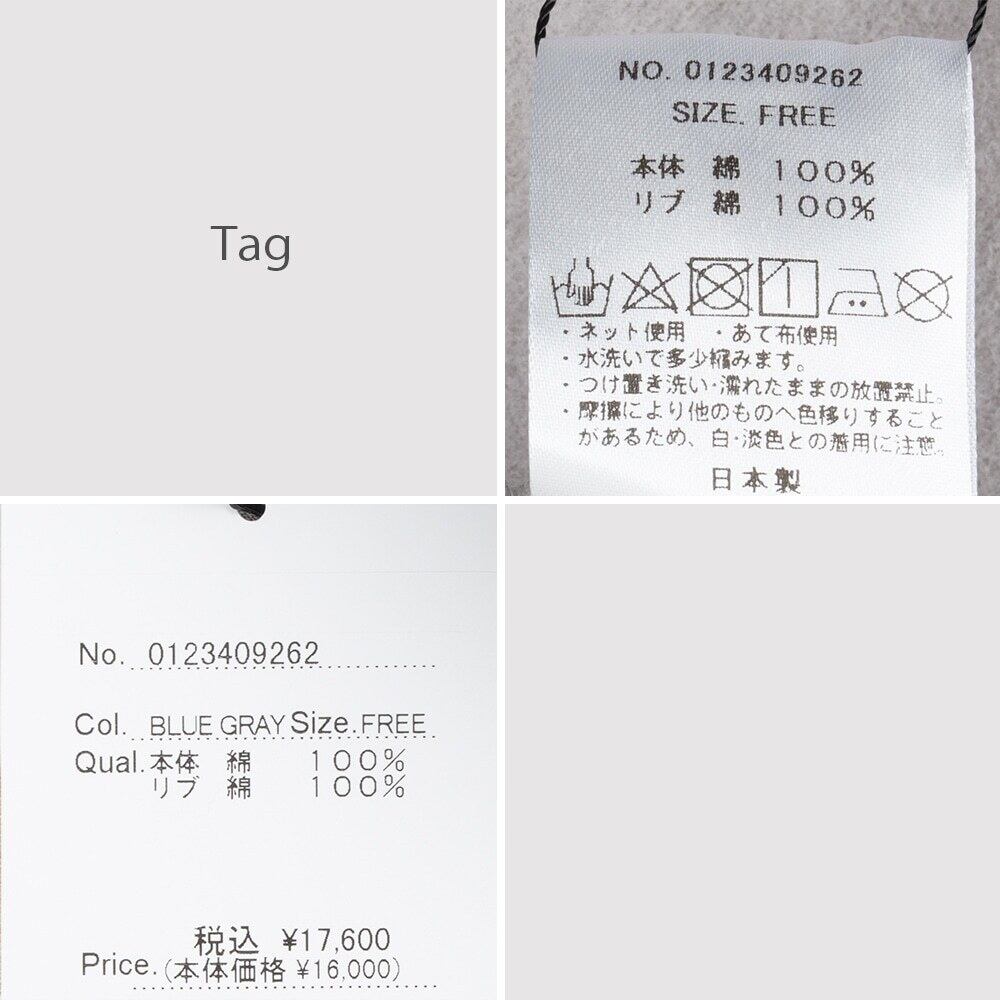 Tag
NO. 0123409262
SIZE. FREE
本体 綿 100%
リブ 綿 100%
・ネット使用 ・あて布使用
・水洗いで多少縮みます。
・つけ置き洗い・濡れたままの放置禁止。
・摩擦により他のものへ色移りすること
があるため、白・淡色との着用に注意。
日本製
No. 0123409262
Col. BLUE GRAY Size. FREE
Qual. 本体 綿 100%
リブ 綿 100%
税込 ¥17,600
Price. (本体価格 ¥16,000)